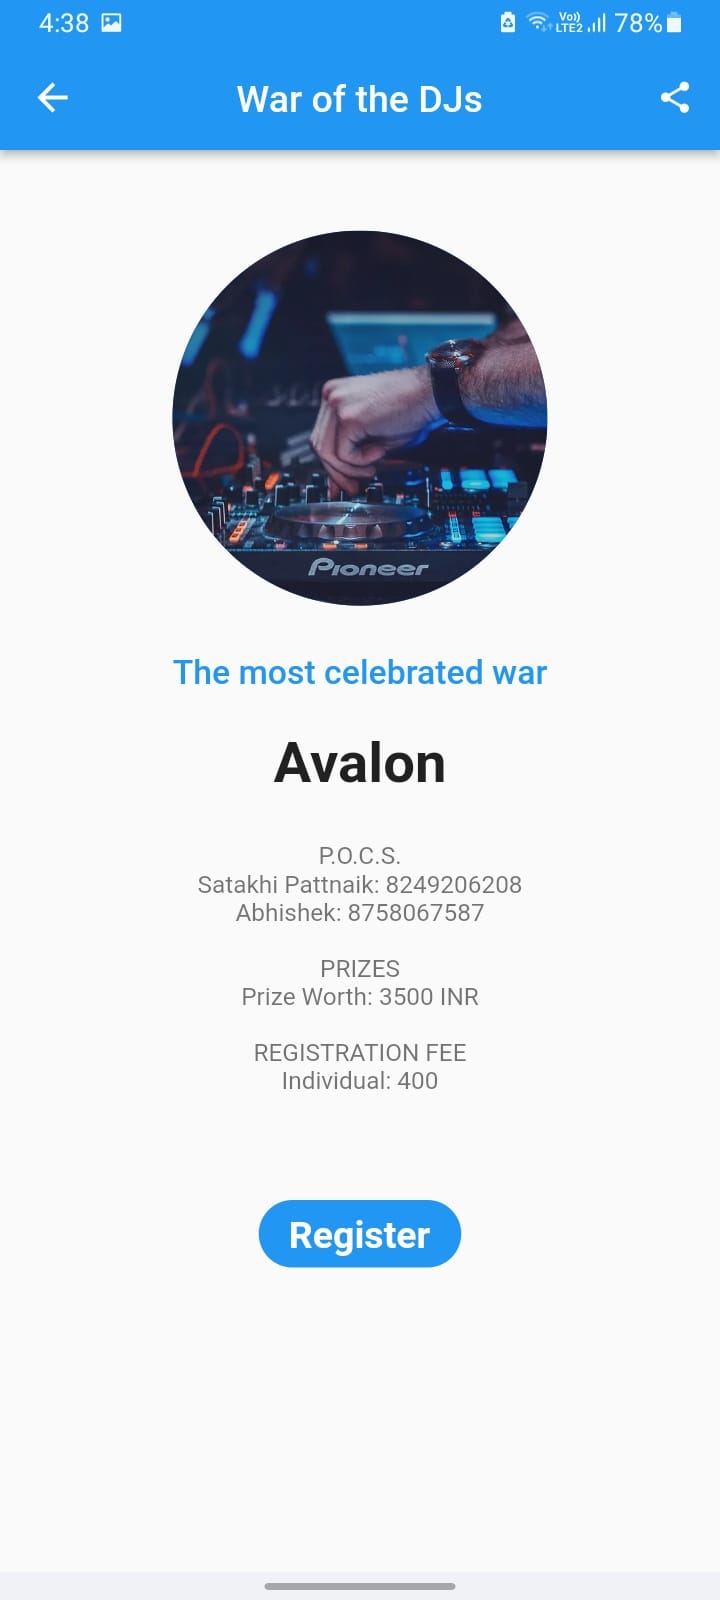 4:38 Vo)) LTE2 78%
War of the DJs
Pioneer
The most celebrated war
Avalon
P.O.C.S.
Satakhi Pattnaik: 8249206208
Abhishek: 8758067587
PRIZES
Prize Worth: 3500 INR
REGISTRATION FEE
Individual: 400
Register